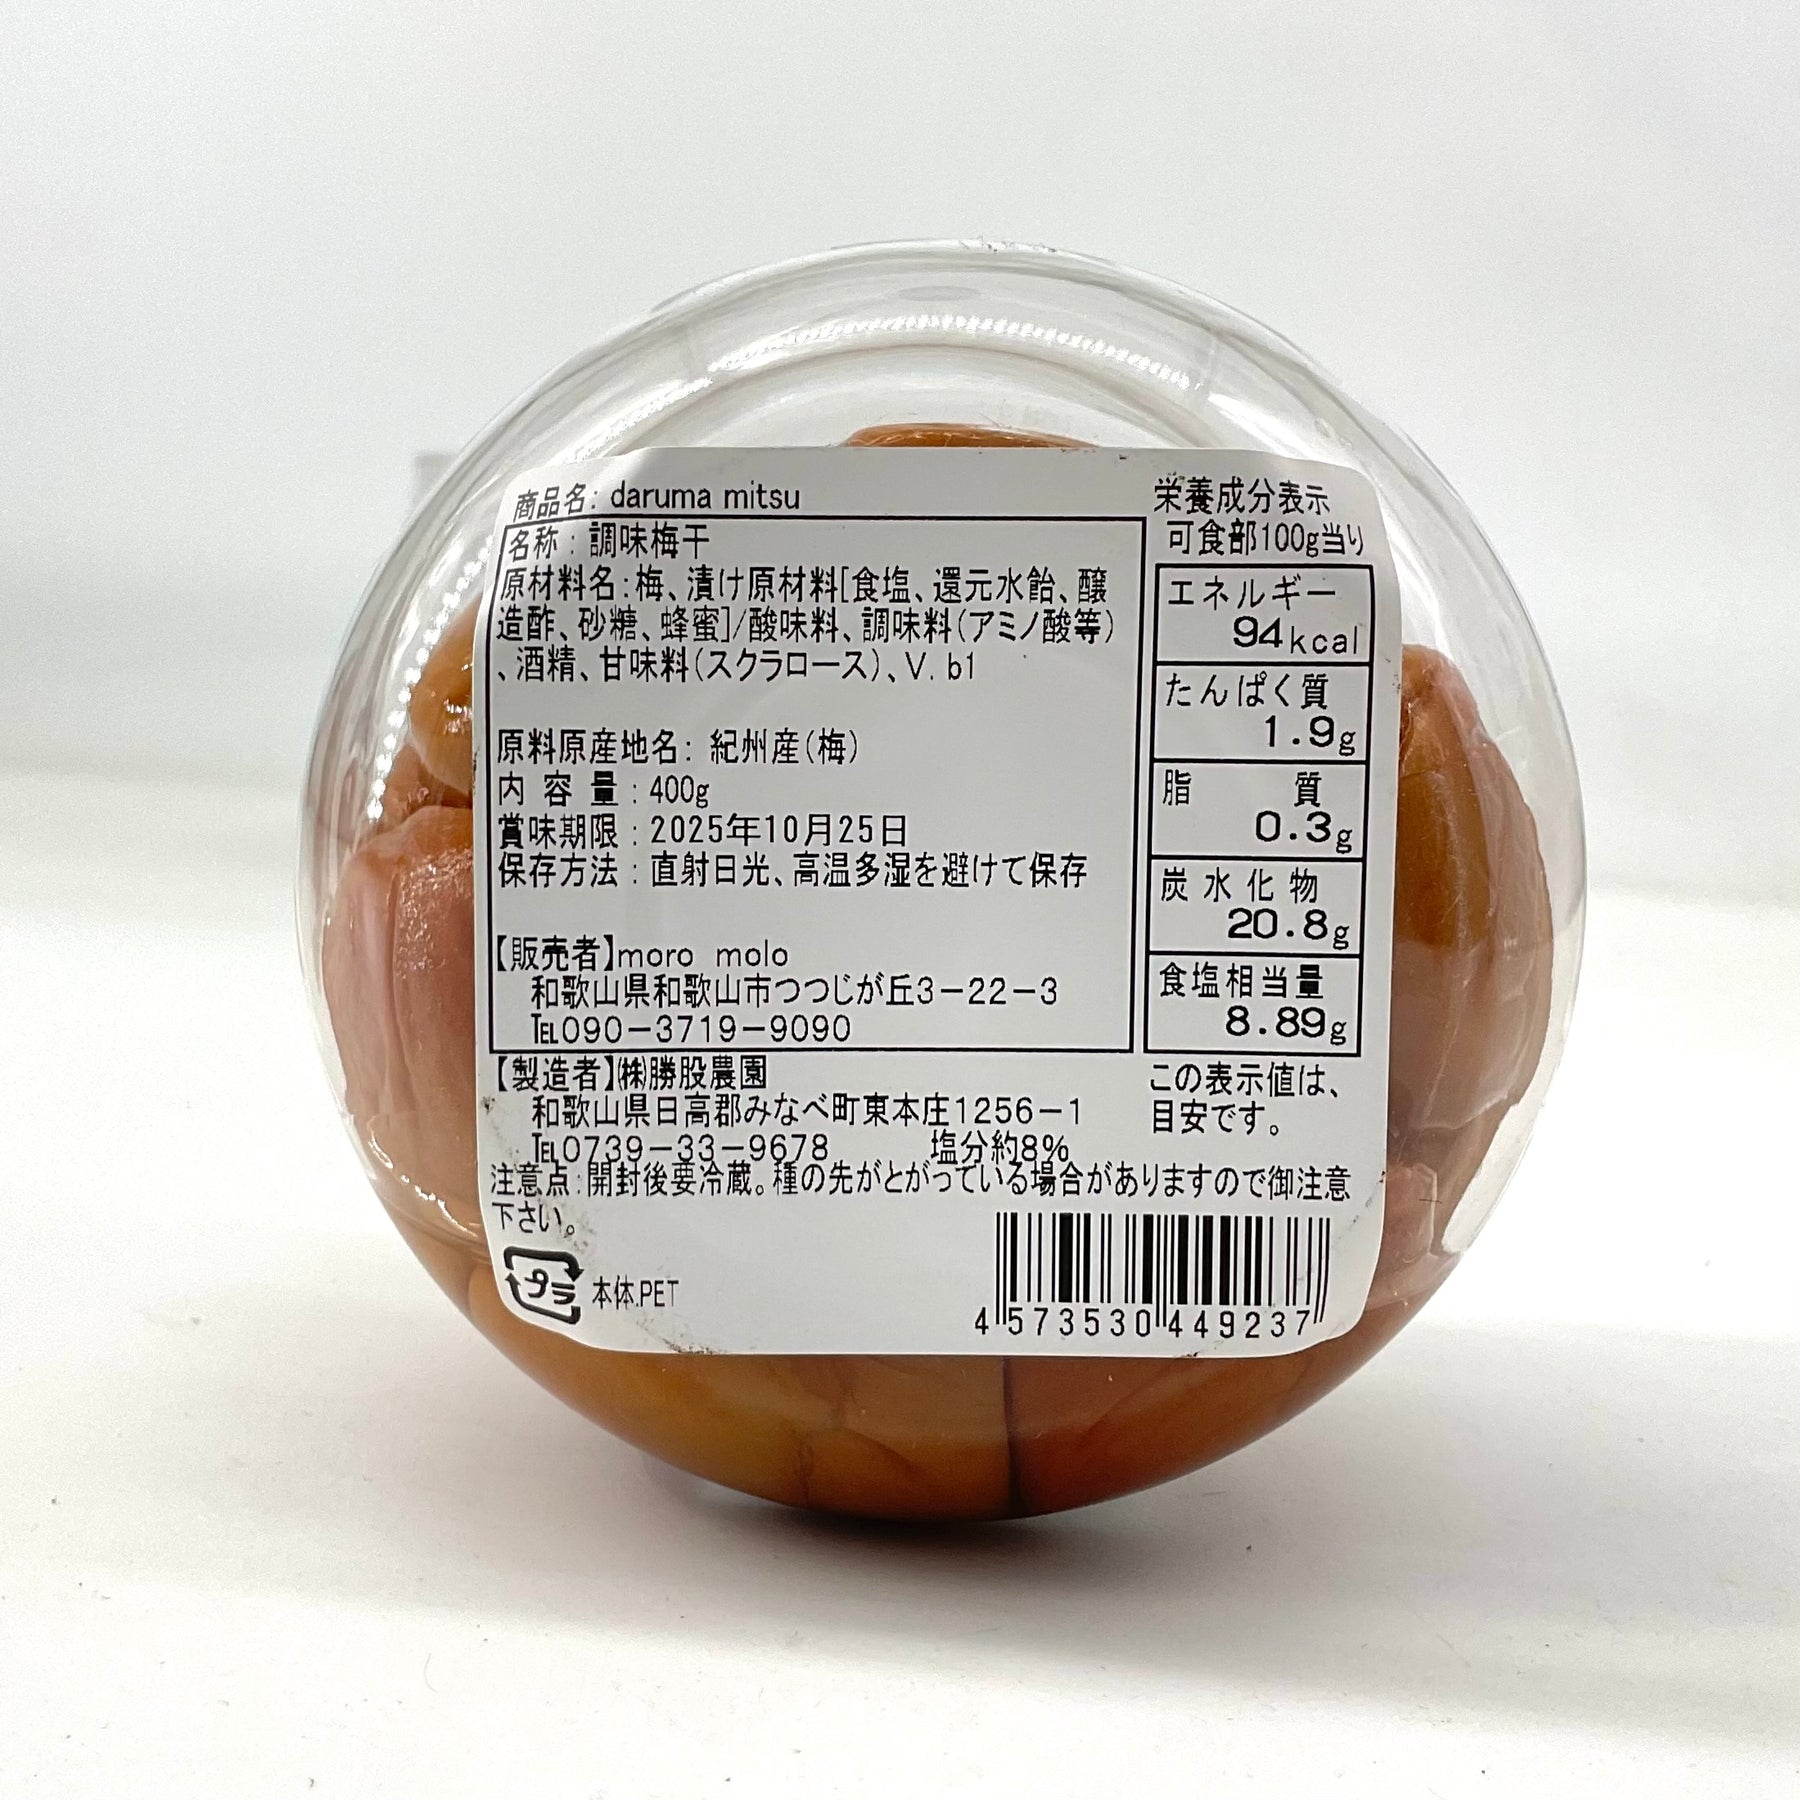 商品名: daruma mitsu
名称:調味梅干
原材料名:梅、漬け原材料[食塩、還元水飴、醸
造酢、砂糖、蜂蜜]/酸味料、調味料(アミノ酸等)
、酒精、甘味料(スクラロース)、V.b1
原料原産地名:紀州産(梅)
内容量:400g
賞味期限:2025年10月25日
保存方法:直射日光、高温多湿を避けて保存
【販売者】moro molo
和歌山県和歌山市つつじが丘3-22-3
℡090-3719-9090
【製造者】㈱勝股農園
和歌山県日高郡みなべ町東本庄1256-1
℡0739-33-9678 塩分約8%
注意点:開封後要冷蔵。種の先がとがっている場合がありますので御注意
下さい。
プラ 本体.PET
4573530449237
栄養成分表示
可食部100g当り
エネルギー
94kcal
たんぱく質
1.9g
脂質
0.3g
炭水化物
20.8g
食塩相当量
8.89g
この表示値は、
目安です。